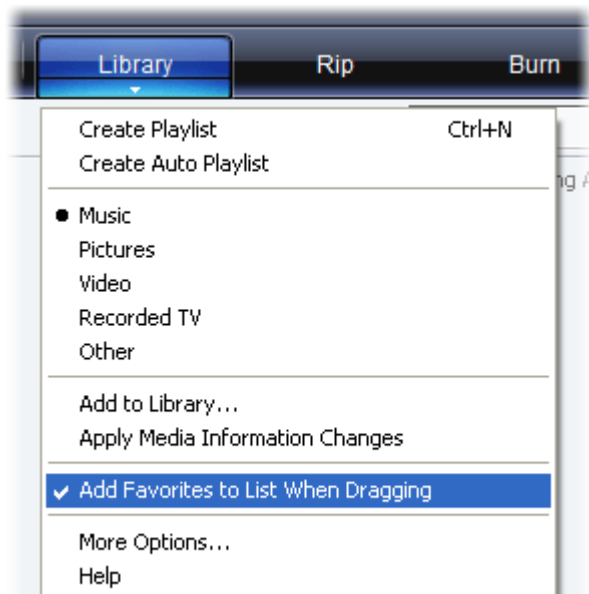 Library Rip Burn
Create Playlist Ctrl+N
Create Auto Playlist
Music
Pictures
Video
Recorded TV
Other
Add to Library...
Apply Media Information Changes
Add Favorites to List When Dragging
More Options...
Help